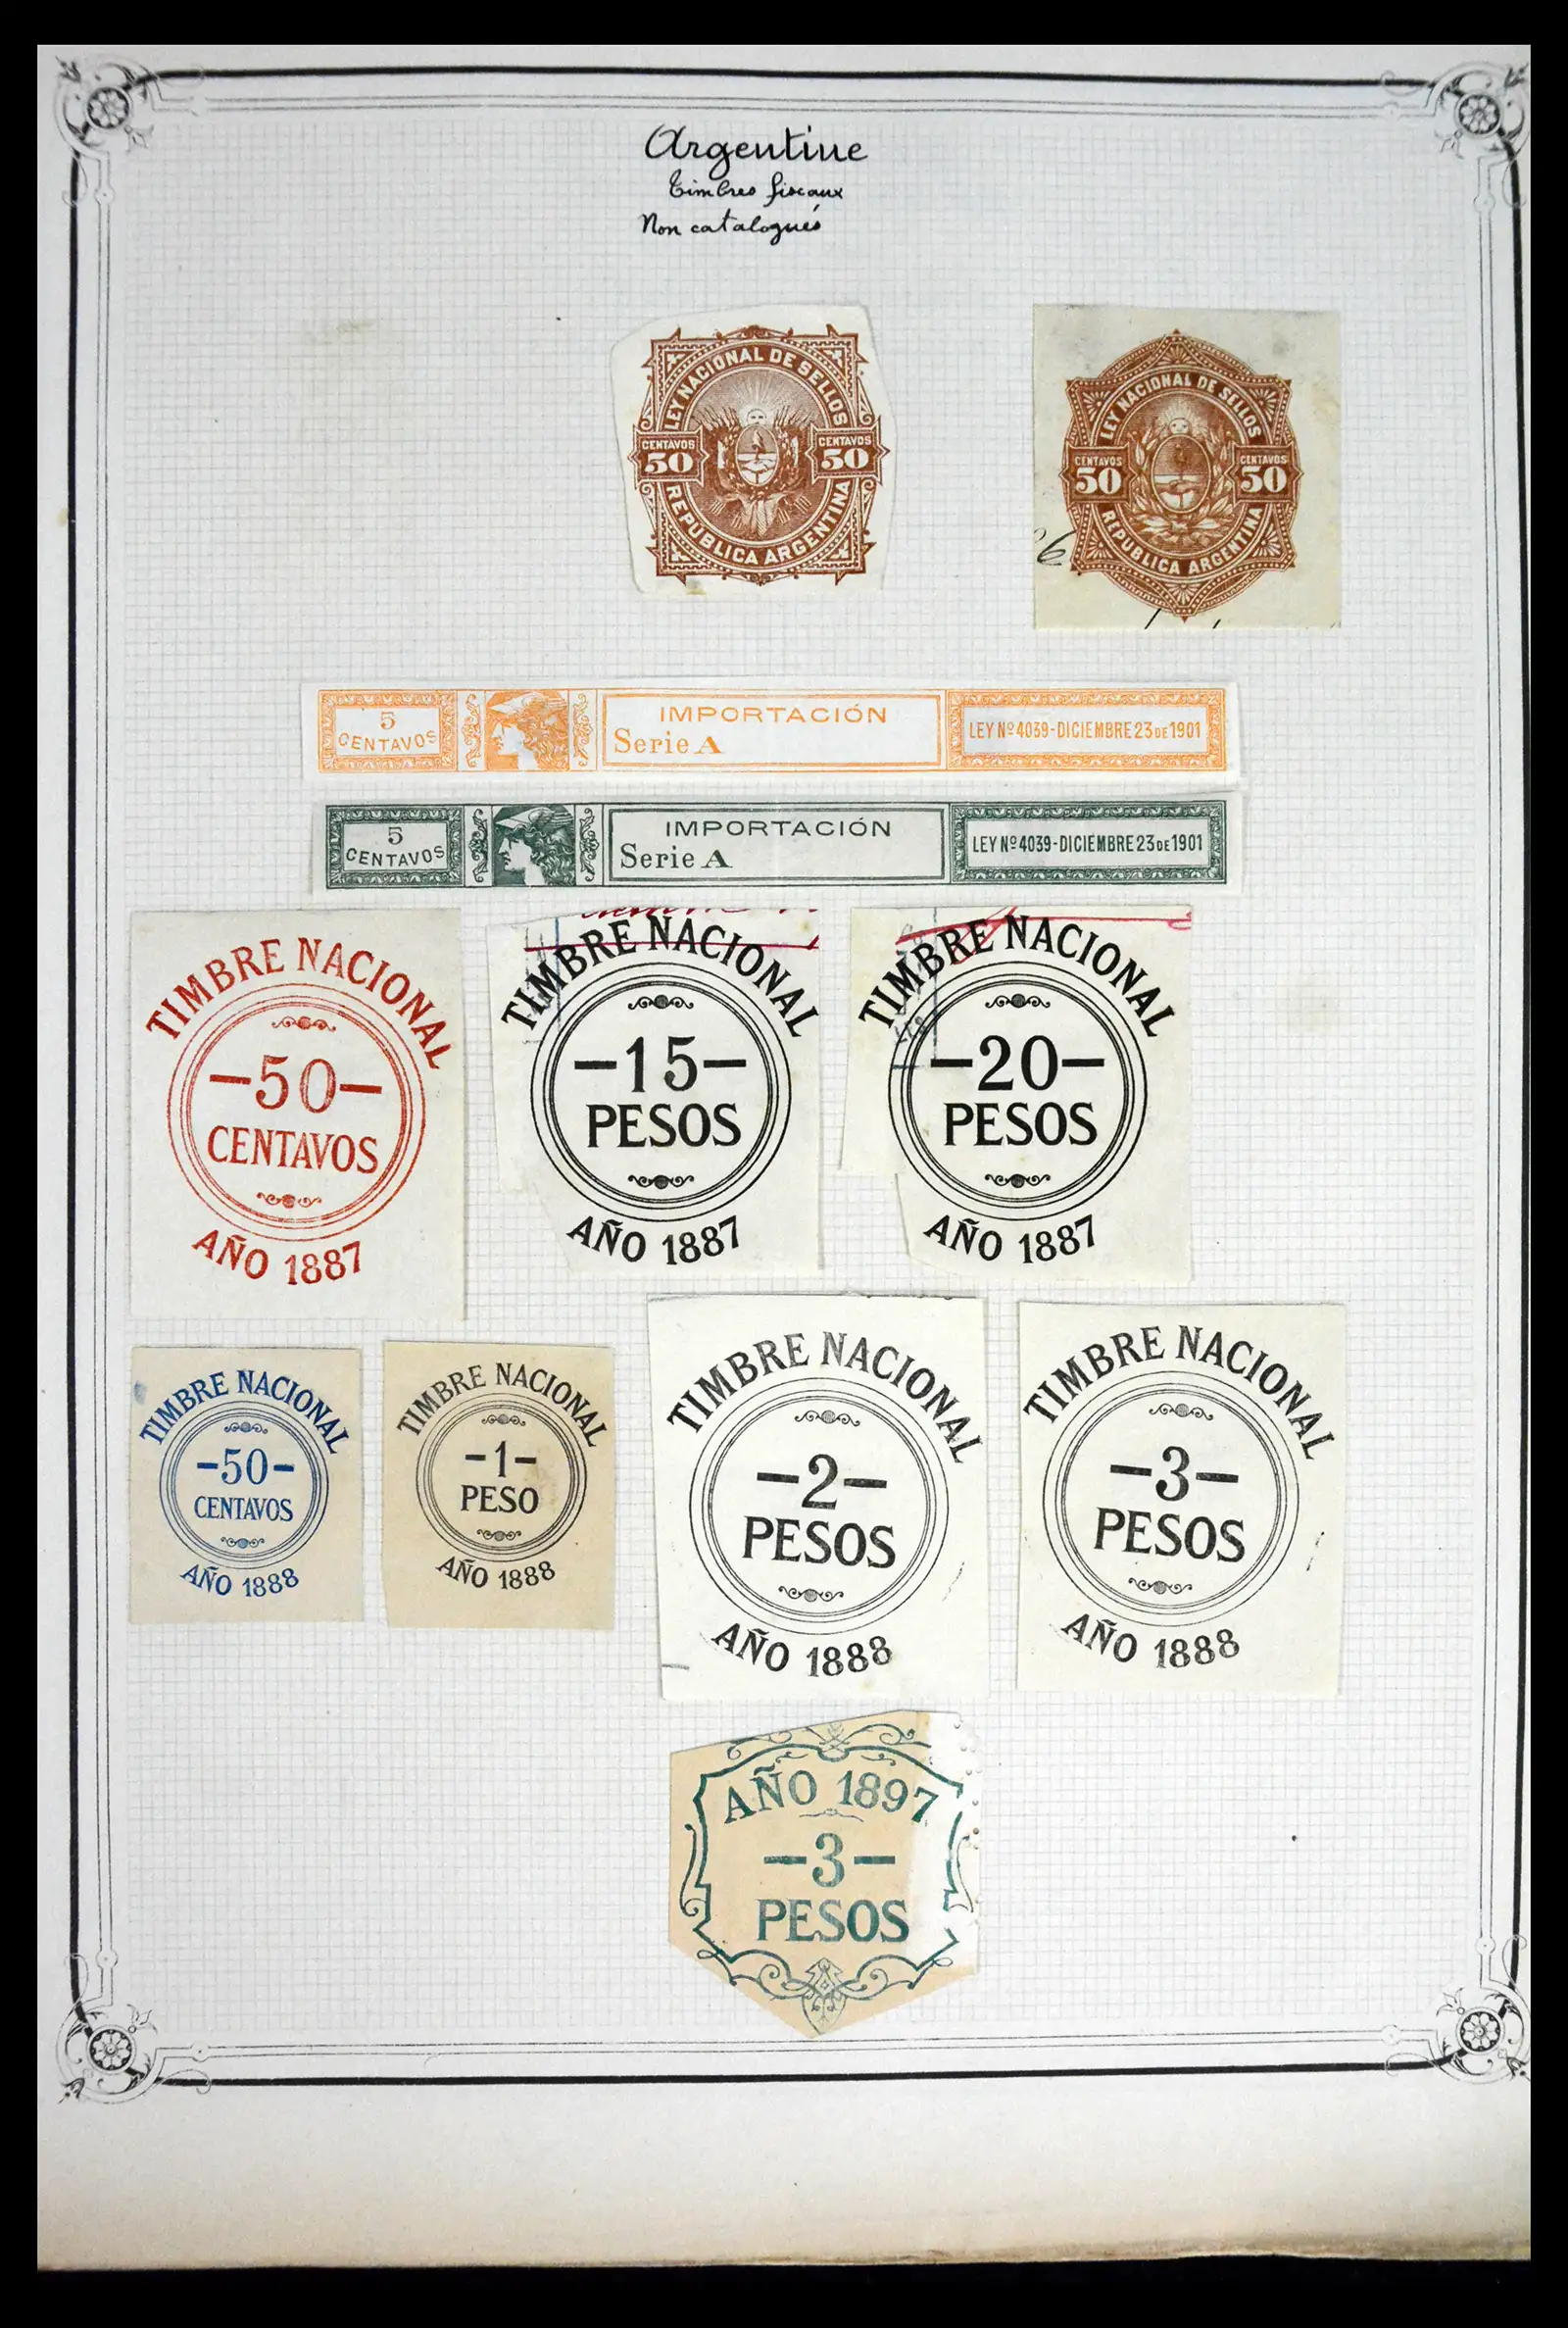 Argentine
Timbres fiscaux
Non catalogués
LEY NACIONAL DE SELLOS
CENTAVOS
50
CENTAVOS
50
REPUBLICA ARGENTINA
LEY NACIONAL DE SELLOS
CENTAVOS
50
CENTAVOS
50
REPUBLICA ARGENTINA
6
5
CENTAVOS
IMPORTACIÓN
Serie A
LEY Nº 4039-DICIEMBRE 23 DE 1901
5
CENTAVOS
IMPORTACIÓN
Serie A
LEY Nº 4039-DICIEMBRE 23 DE 1901
TIMBRE NACIONAL
-50-
CENTAVOS
AÑO 1887
TIMBRE NACIONAL
-15-
PESOS
AÑO 1887
TIMBRE NACIONAL
-20-
PESOS
AÑO 1887
TIMBRE NACIONAL
-50-
CENTAVOS
AÑO 1888
TIMBRE NACIONAL
-1-
PESO
AÑO 1888
TIMBRE NACIONAL
-2-
PESOS
AÑO 1888
TIMBRE NACIONAL
-3-
PESOS
AÑO 1888
AÑO 1897
-3-
PESOS